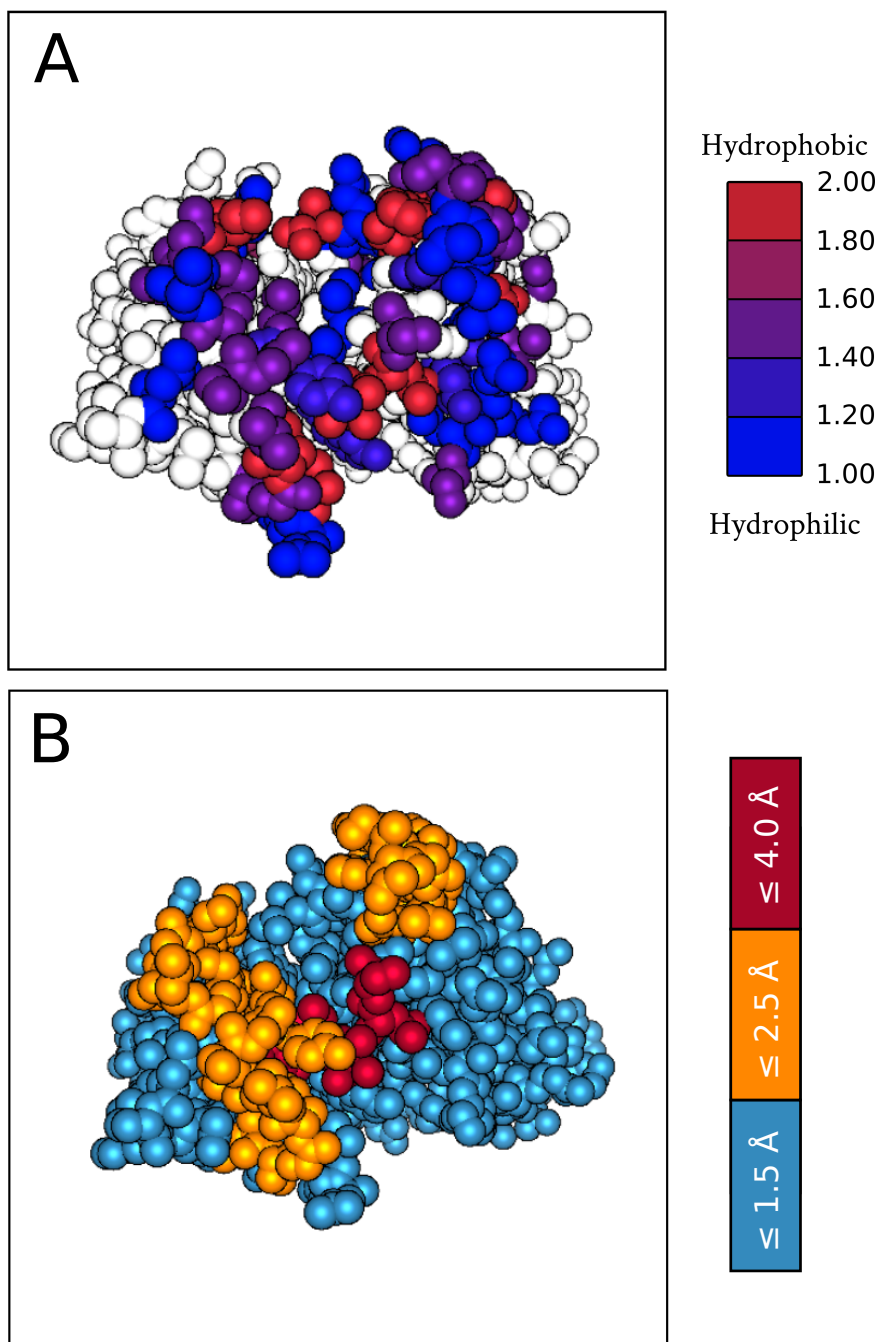 A
Hydrophobic
2.00
1.80
1.60
1.40
1.20
1.00
Hydrophilic
B
≤ 4.0 Å
≤ 2.5 Å
≤ 1.5 Å